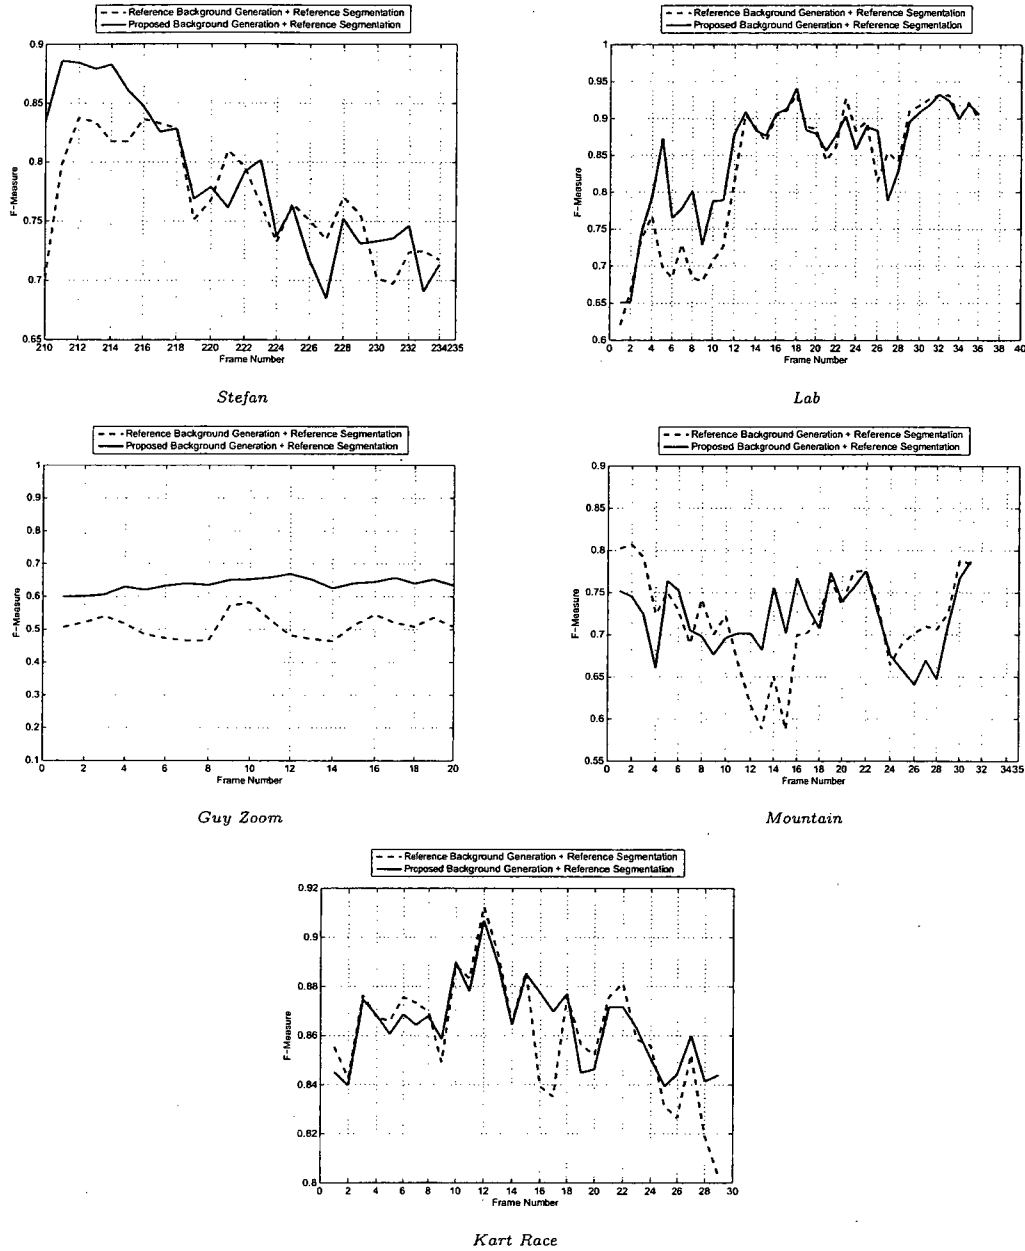 Reference Background Generation + Reference Segmentation
Proposed Background Generation + Reference Segmentation
0.9
0.85
0.8
0.75
0.7
0.65
F-Measure
210 212 214 216 218 220 222 224 226 228 230 232 234 235
Frame Number
Stefan
Reference Background Generation + Reference Segmentation
Proposed Background Generation + Reference Segmentation
1
0.95
0.9
0.85
0.8
0.75
0.7
0.65
0.6
F-Measure
0 2 4 6 8 10 12 14 16 18 20 22 24 26 28 30 32 34 36 38 40
Frame Number
Lab
Reference Background Generation + Reference Segmentation
Proposed Background Generation + Reference Segmentation
1
0.9
0.8
0.7
0.6
0.5
0.4
0.3
0.2
0.1
F-Measure
0 2 4 6 8 10 12 14 16 18 20
Frame Number
Guy Zoom
Reference Background Generation + Reference Segmentation
Proposed Background Generation + Reference Segmentation
0.9
0.85
0.8
0.75
0.7
0.65
0.6
0.55
F-Measure
0 2 4 6 8 10 12 14 16 18 20 22 24 26 28 30 32 34 35
Frame Number
Mountain
Reference Background Generation + Reference Segmentation
Proposed Background Generation + Reference Segmentation
0.92
0.9
0.88
0.86
0.84
0.82
0.8
F-Measure
0 2 4 6 8 10 12 14 16 18 20 22 24 26 28 30
Frame Number
Kart Race